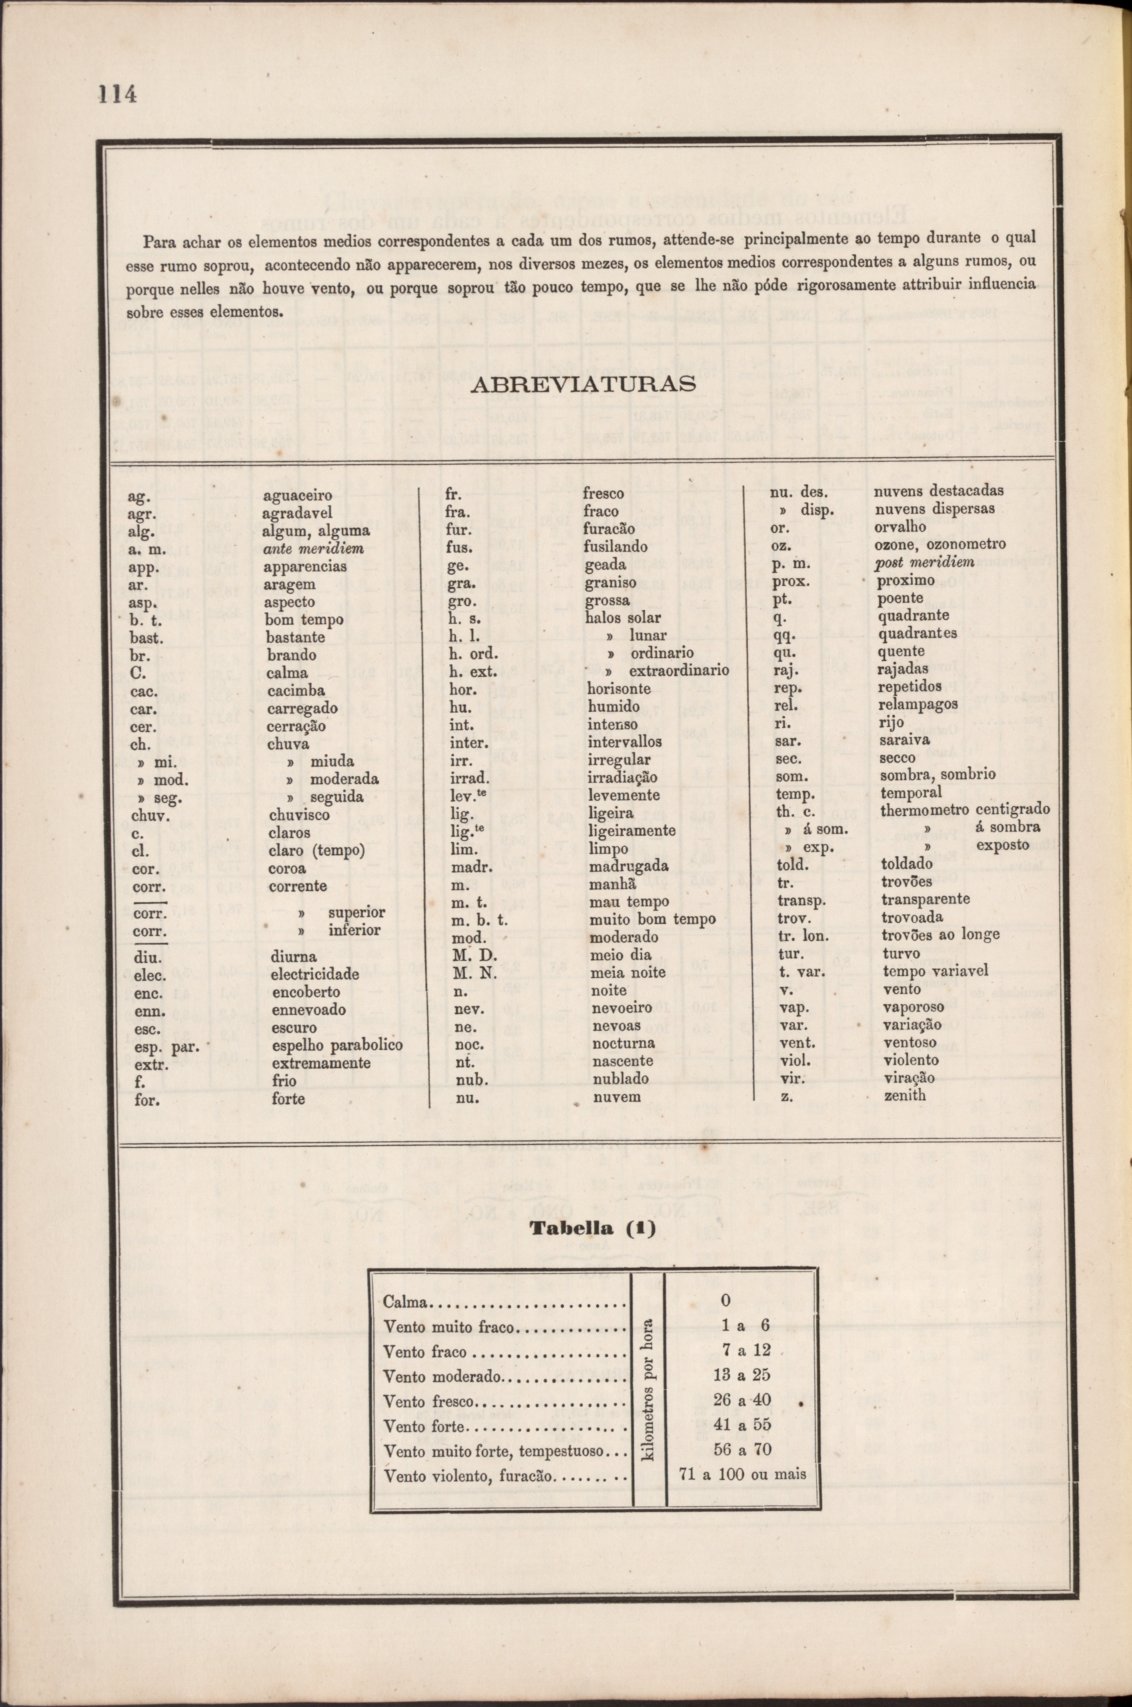 114
Para achar os elementos medios correspondentes a cada um dos rumos, attende-se principalmente ao tempo durante o qual
esse rumo soprou, acontecendo não apparecerem, nos diversos mezes, os elementos medios correspondentes a alguns rumos, ou
porque nelles não houve vento, ou porque soprou tão pouco tempo, que se lhe não póde rigorosamente attribuir influencia
sobre esses elementos.
ABREVIATURAS
ag. aguaceiro
agr. agradavel
alg. algum, alguma
a. m. ante meridiem
app. apparencias
ar. aragem
asp. aspecto
b. t. bom tempo
bast. bastante
br. brando
C. calma
cac. cacimba
car. carregado
cer. cerração
ch. chuva
» mi. » miuda
» mod. » moderada
» seg. » seguida
chuv. chuvisco
c. claros
cl. claro (tempo)
cor. coroa
corr. corrente
corr. » superior
corr. » inferior
diu. diurna
elec. electricidade
enc. encoberto
enn. ennevoado
esc. escuro
esp. par. espelho parabolico
extr. extremamente
f. frio
for. forte
fr. fresco
fra. fraco
fur. furacão
fus. fusilando
ge. geada
gra. graniso
gro. grossa
h. s. halos solar
h. l. » lunar
h. ord. » ordinario
h. ext. » extraordinario
hor. horisonte
hu. humido
int. intenso
inter. intervallos
irr. irregular
irrad. irradiação
lev.te levemente
lig. ligeira
lig.te ligeiramente
lim. limpo
madr. madrugada
m. manhã
m. t. mau tempo
m. b. t. muito bom tempo
mod. moderado
M. D. meio dia
M. N. meia noite
n. noite
nev. nevoeiro
ne. nevoas
noc. nocturna
nt. nascente
nub. nublado
nu. nuvem
nu. des. nuvens destacadas
» disp. nuvens dispersas
or. orvalho
oz. ozone, ozonometro
p. m. post meridiem
prox. proximo
pt. poente
q. quadrante
qq. quadrantes
qu. quente
raj. rajadas
rep. repetidos
rel. relampagos
ri. rijo
sar. saraiva
sec. secco
som. sombra, sombrio
temp. temporal
th. c. thermometro centigrado
» á som. » á sombra
» exp. » exposto
told. toldado
tr. trovões
transp. transparente
trov. trovoada
tr. lon. trovões ao longe
tur. turvo
t. var. tempo variavel
v. vento
vap. vaporoso
var. variação
vent. ventoso
viol. violento
vir. viração
z. zenith
Tabella (1)
kilometros por hora
Calma........................ 0
Vento muito fraco............. 1 a 6
Vento fraco .................. 7 a 12
Vento moderado............... 13 a 25
Vento fresco.................. 26 a 40
Vento forte................... 41 a 55
Vento muito forte, tempestuoso... 56 a 70
Vento violento, furacão......... 71 a 100 ou mais